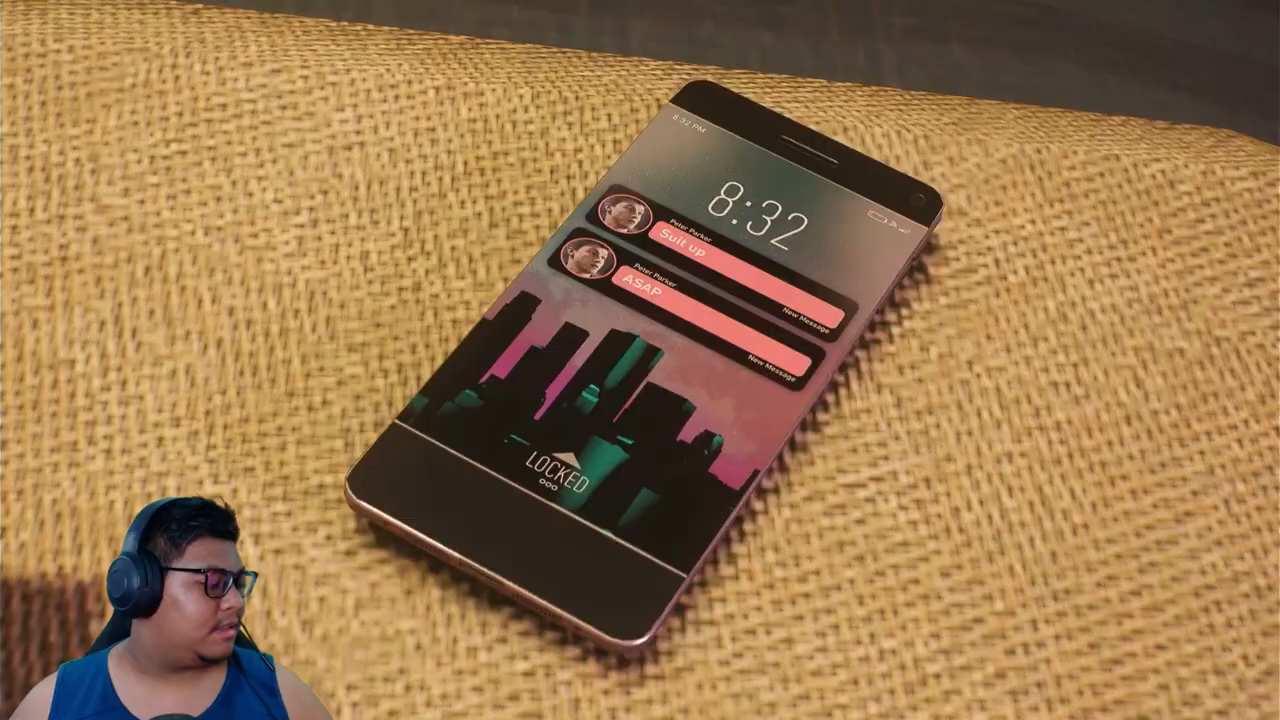 8:32 PM
8:32
Peter Parker
Suit up
New Message
Peter Parker
ASAP
New Message
LOCKED